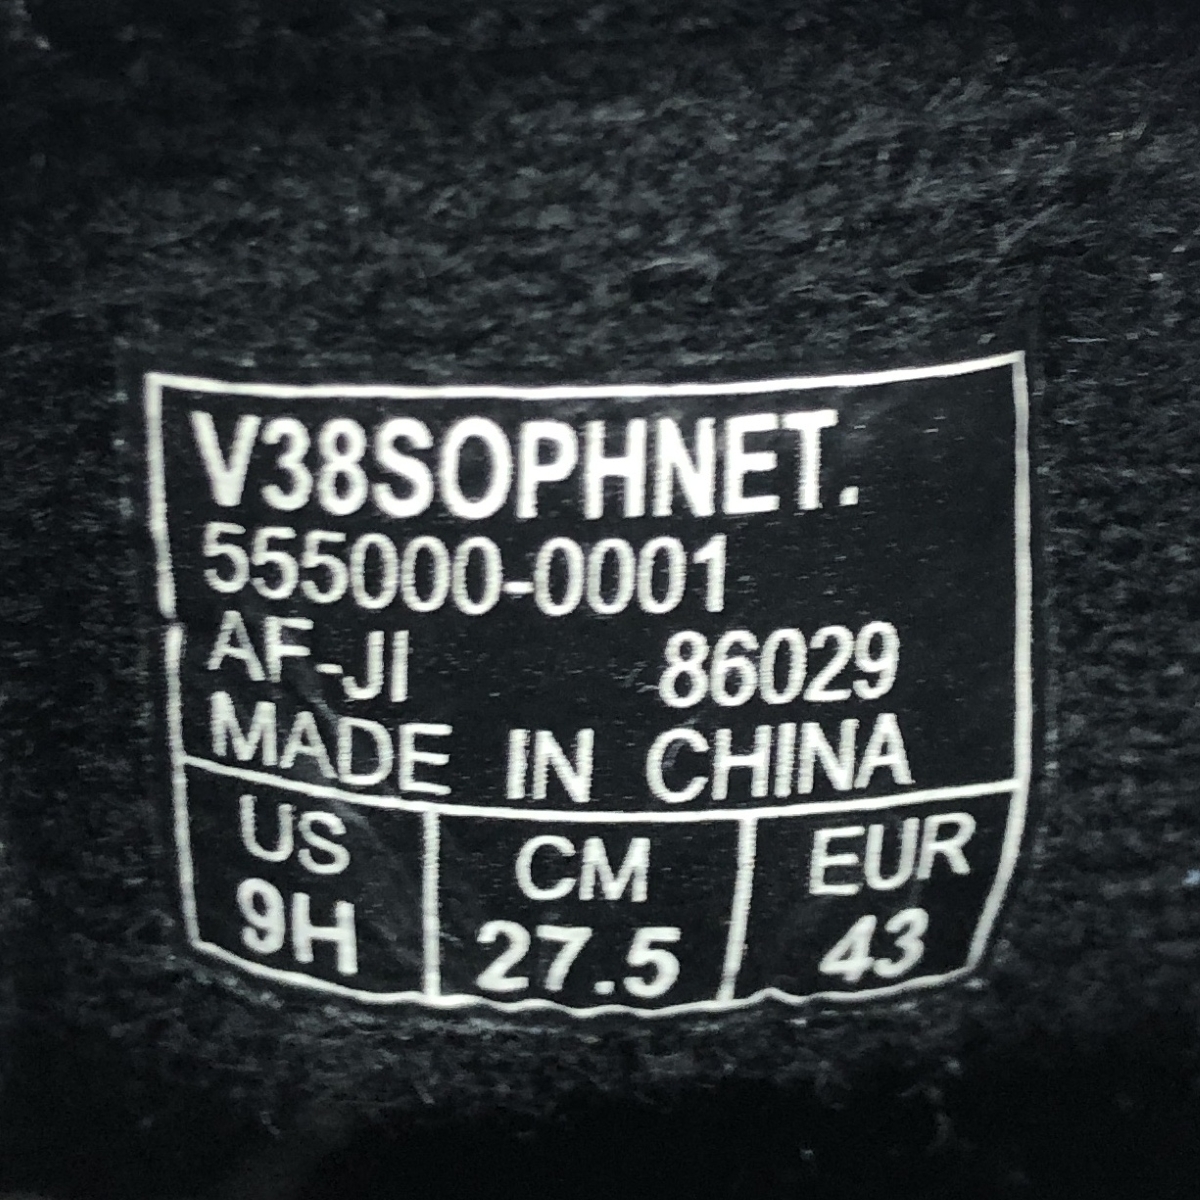 V38SOPHNET.
555000-0001
AF-JI 86029
MADE IN CHINA
US CM EUR
9H 27.5 43